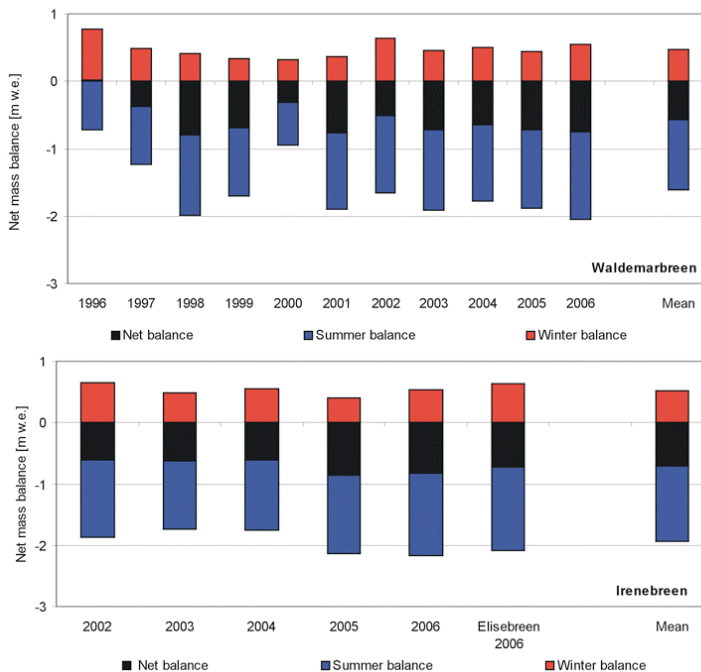 Net mass balance [m w.e.]
1
0
-1
-2
-3
Waldemarbreen
1996 1997 1998 1999 2000 2001 2002 2003 2004 2005 2006 Mean
Net balance Summer balance Winter balance
Net mass balance [m w.e.]
1
0
-1
-2
-3
Irenebreen
2002 2003 2004 2005 2006 Elisebreen Mean
2006
Net balance Summer balance Winter balance